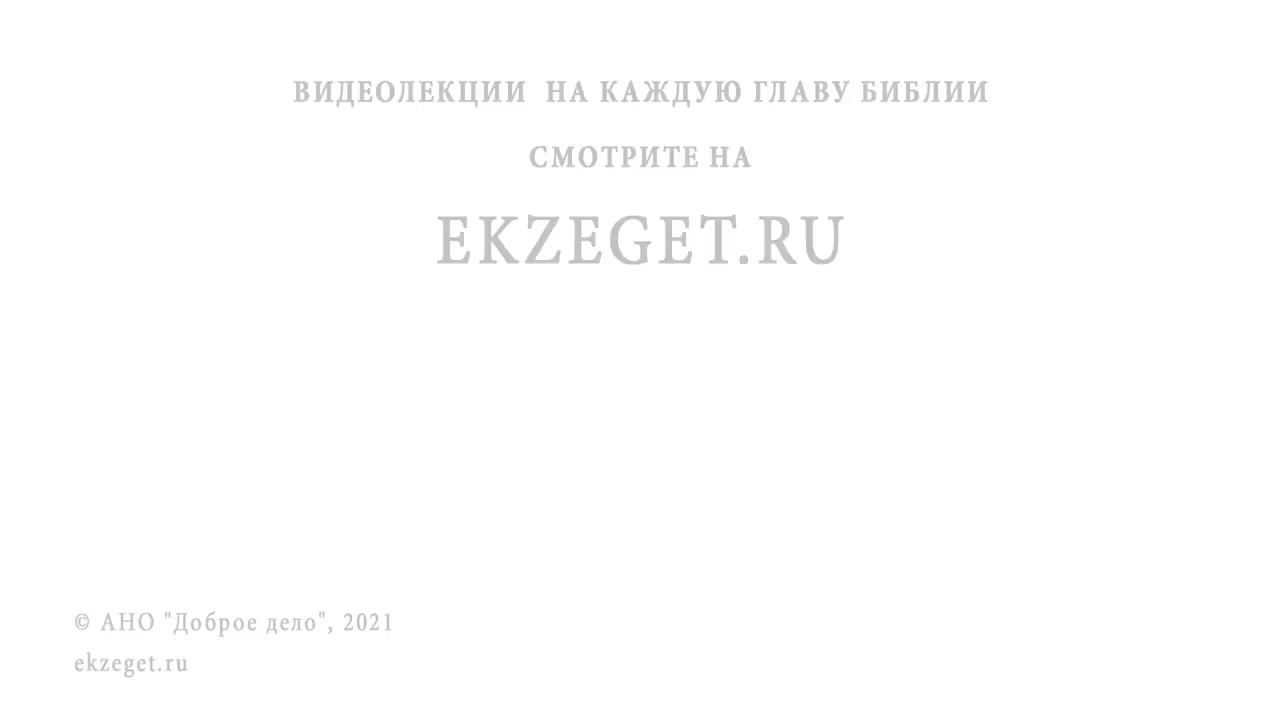 ВИДЕОЛЕКЦИИ НА КАЖДУЮ ГЛАВУ БИБЛИИ
СМОТРИТЕ НА
EKZEGET.RU
© АНО "Доброе дело", 2021
ekzeget.ru